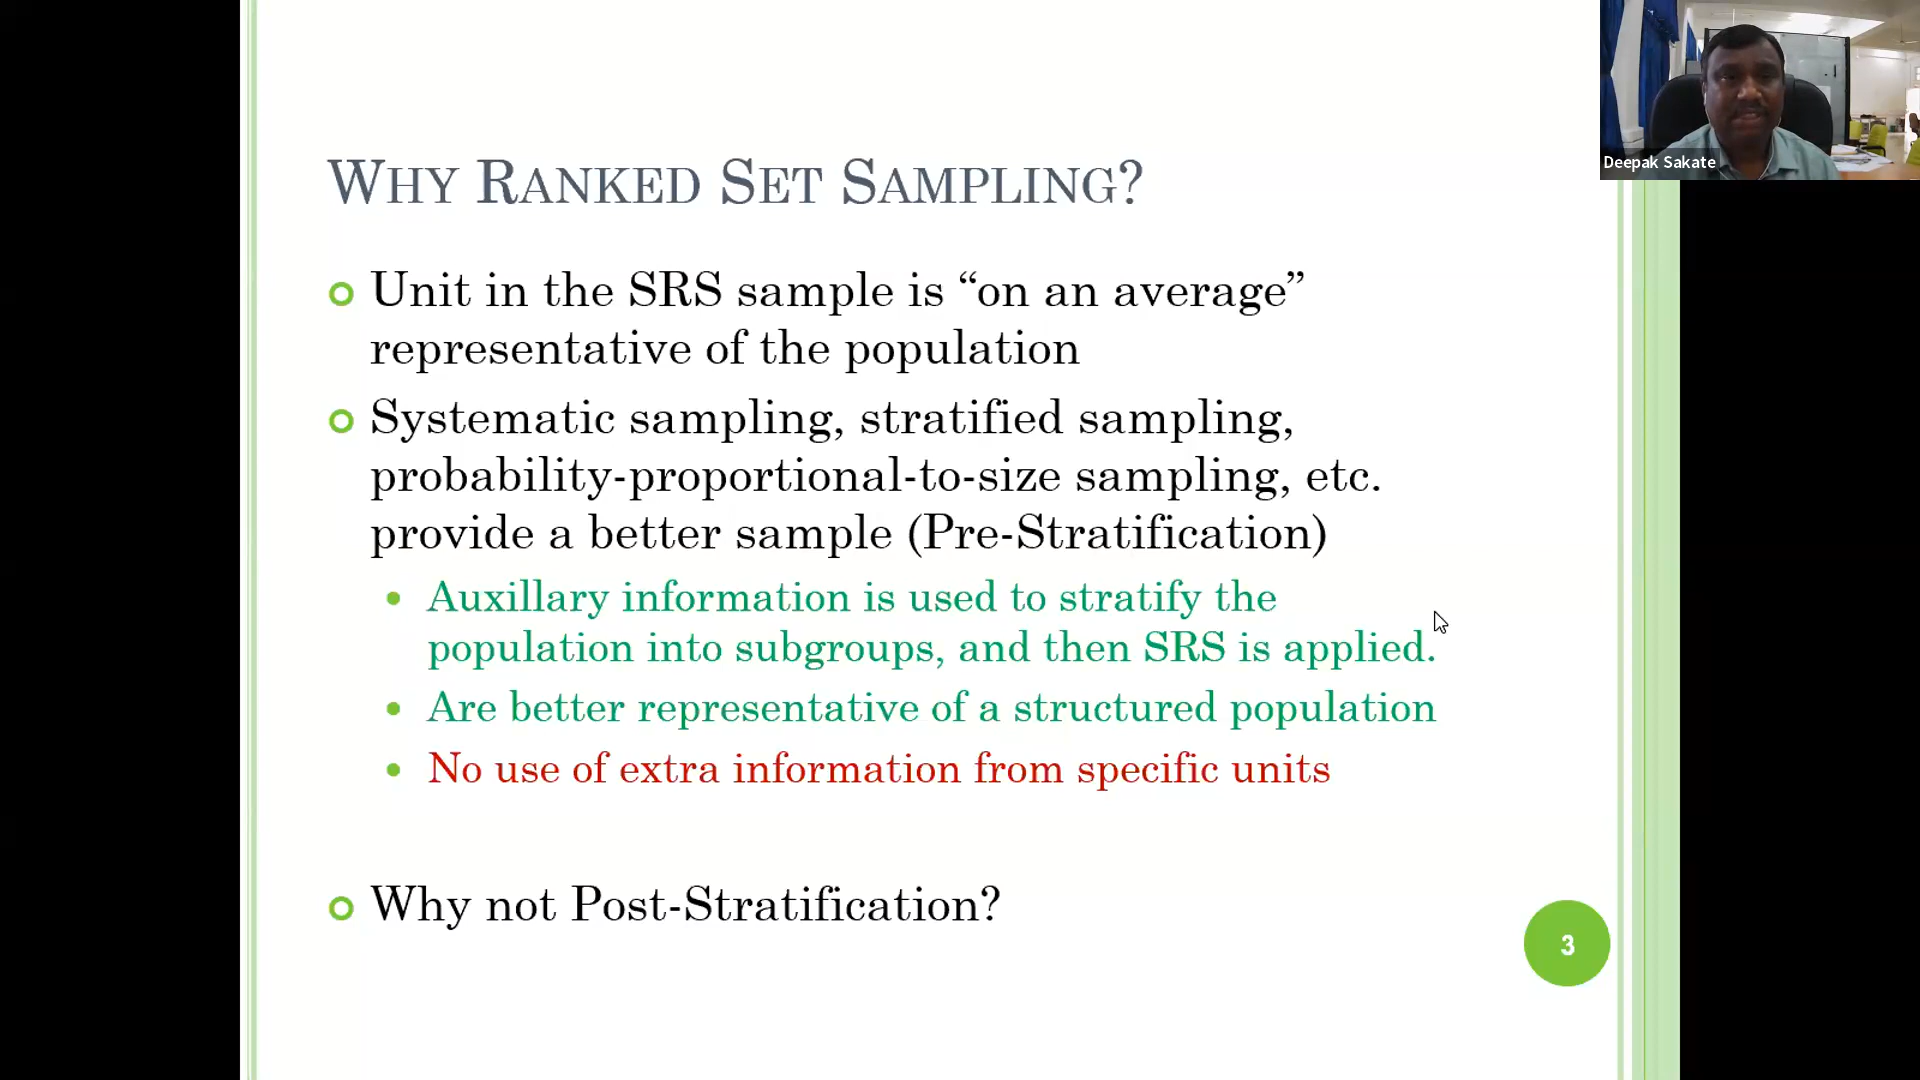 Deepak Sakate
WHY RANKED SET SAMPLING?
Unit in the SRS sample is “on an average”
representative of the population
Systematic sampling, stratified sampling,
probability-proportional-to-size sampling, etc.
provide a better sample (Pre-Stratification)
Auxillary information is used to stratify the
population into subgroups, and then SRS is applied.
Are better representative of a structured population
No use of extra information from specific units
Why not Post-Stratification?
3